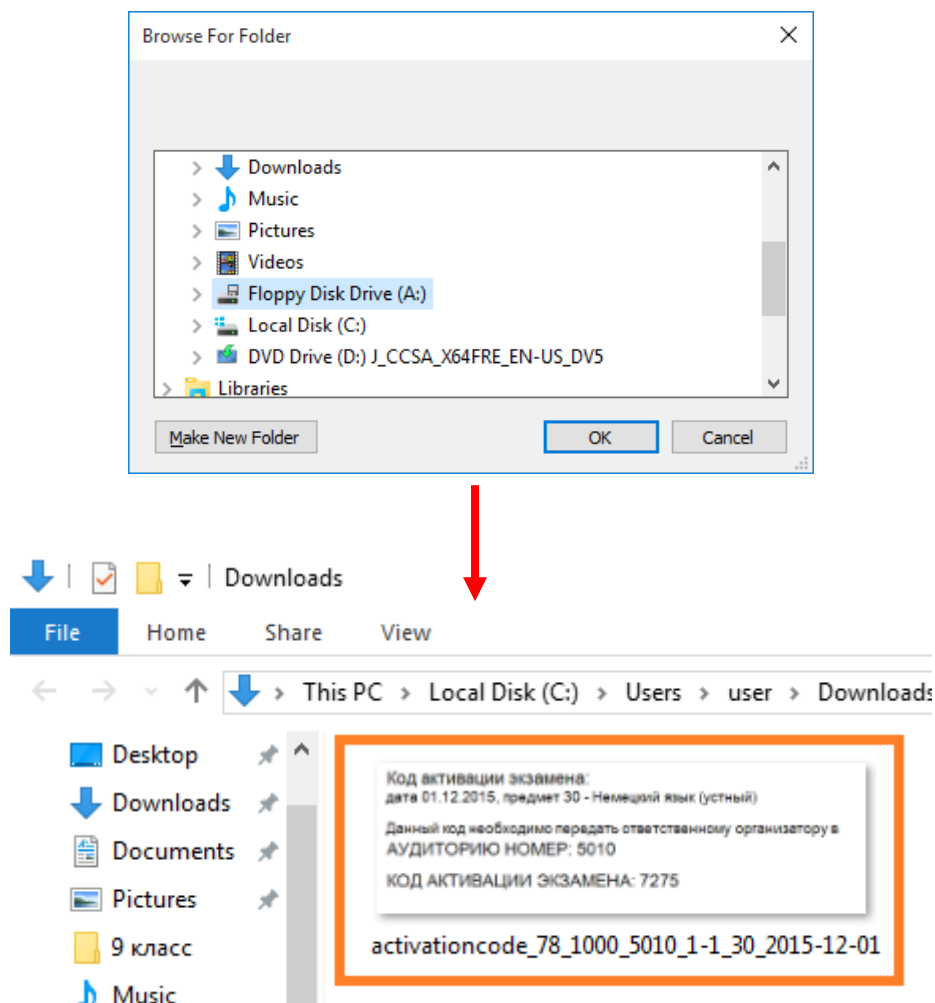 Browse For Folder
Downloads
Music
Pictures
Videos
Floppy Disk Drive (A:)
Local Disk (C:)
DVD Drive (D:) J_CCSA_X64FRE_EN-US_DV5
Libraries
Make New Folder
OK
Cancel
Downloads
File Home Share View
This PC > Local Disk (C:) > Users > user > Downloads
Desktop
Downloads
Documents
Pictures
9 класс
Music
Код активации экзамена:
дата 01.12.2015, предмет 30 - Немецкий язык (устный)
Данный код необходимо передать ответственному организатору в
АУДИТОРИЮ НОМЕР: 5010
КОД АКТИВАЦИИ ЭКЗАМЕНА: 7275
activationcode_78_1000_5010_1-1_30_2015-12-01